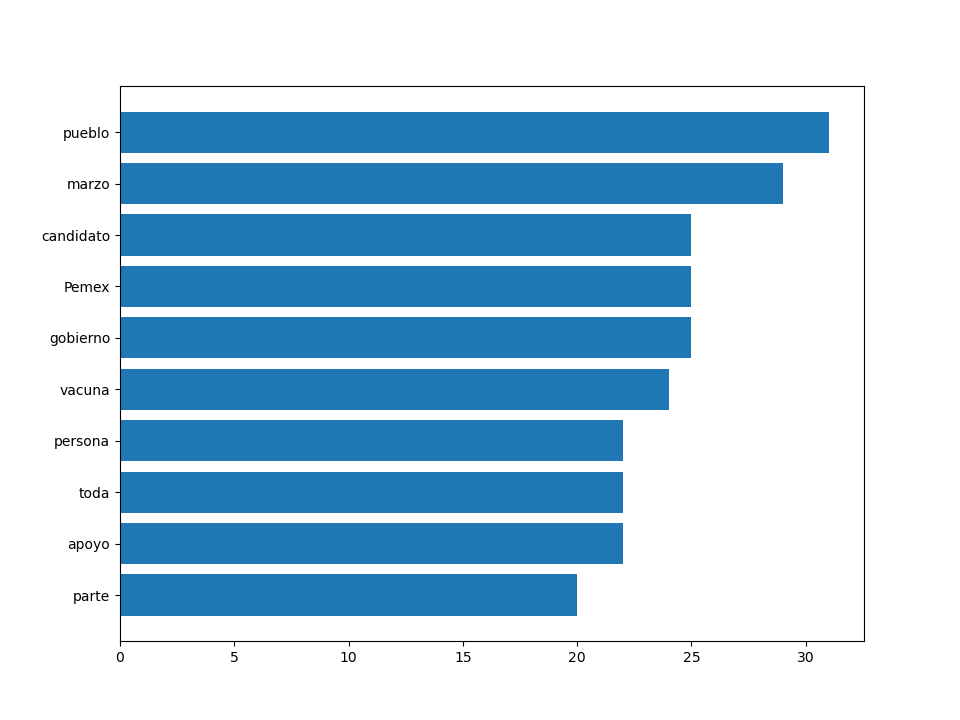 pueblo
marzo
candidato
Pemex
gobierno
vacuna
persona
toda
apoyo
parte
0 5 10 15 20 25 30